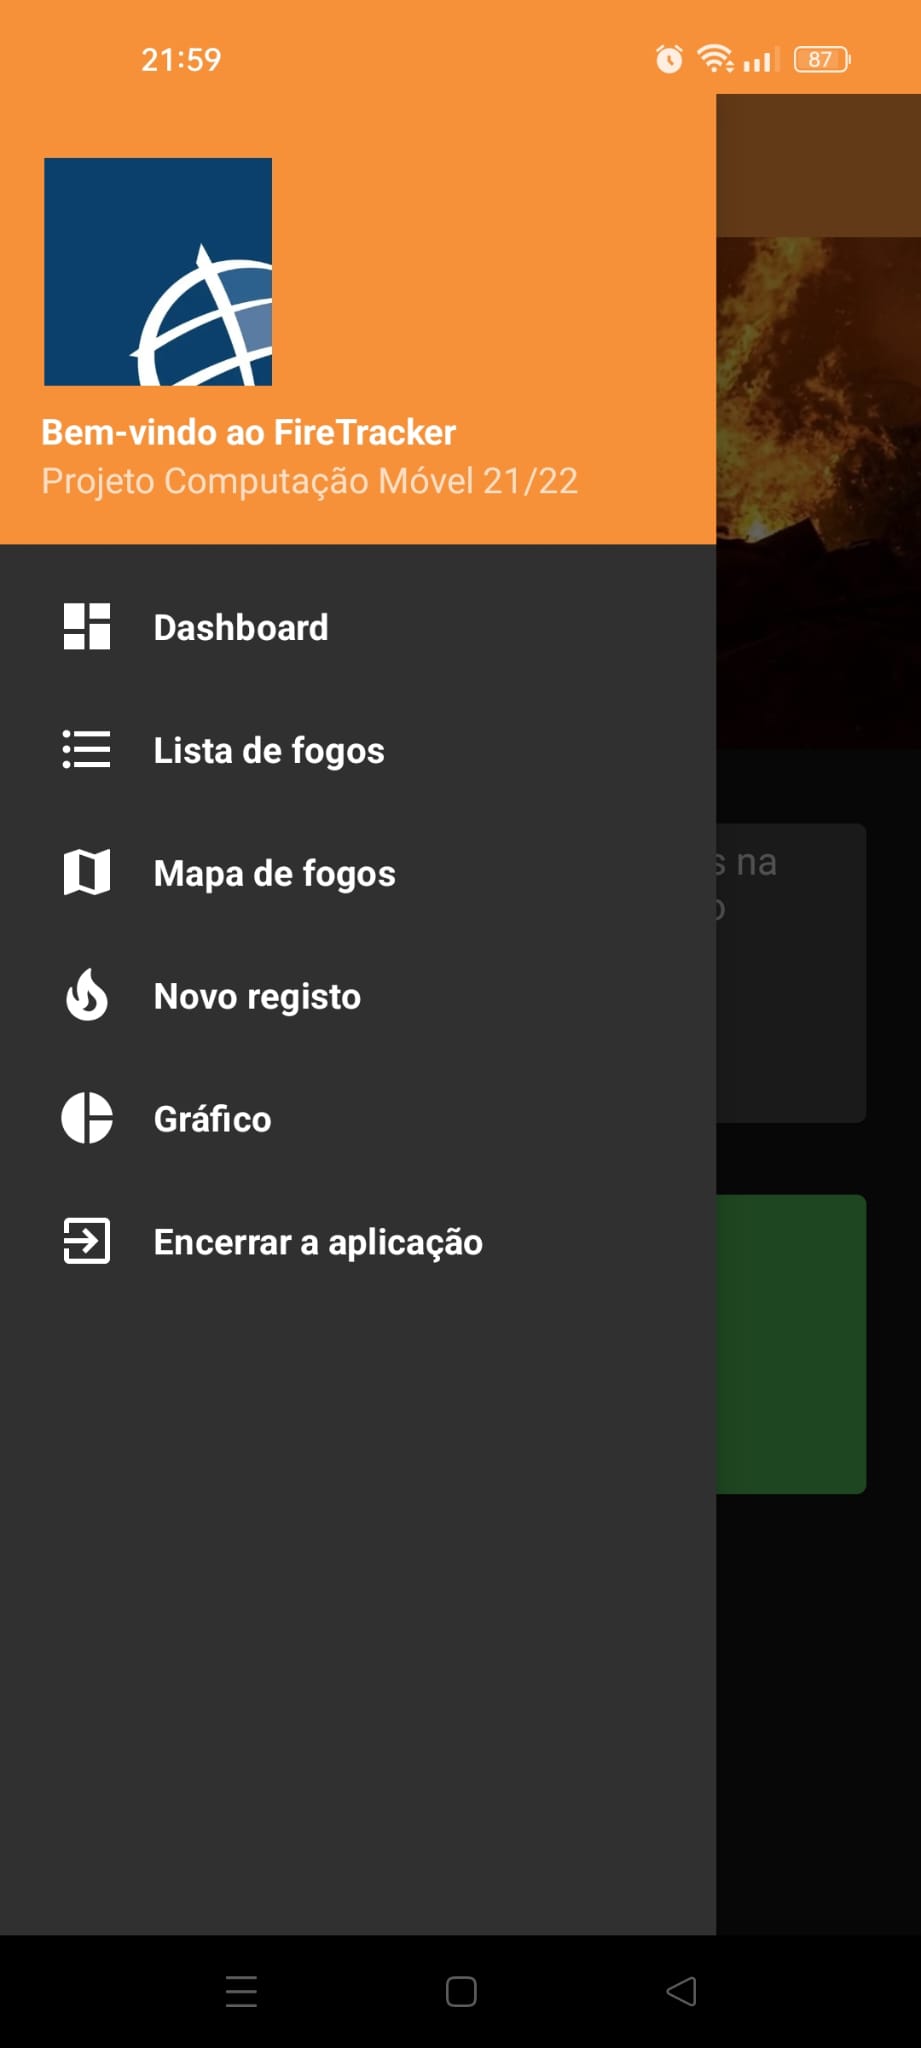 21:59
87
Bem-vindo ao FireTracker
Projeto Computação Móvel 21/22
Dashboard
Lista de fogos
Mapa de fogos
s na
Novo registo
Gráfico
Encerrar a aplicação